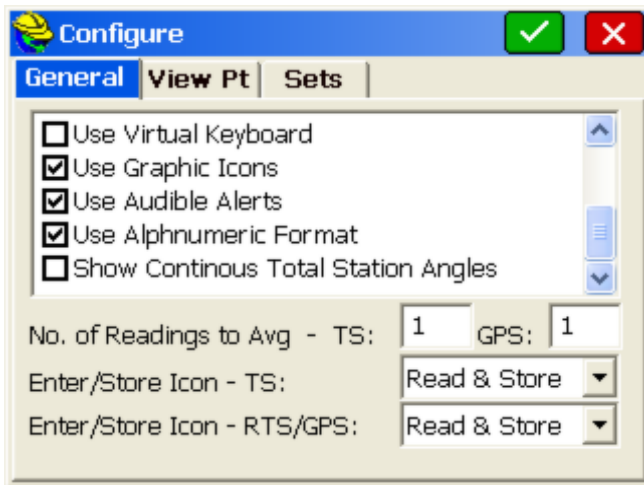 Configure
General View Pt Sets
Use Virtual Keyboard
Use Graphic Icons
Use Audible Alerts
Use Alphnumeric Format
Show Continous Total Station Angles
No. of Readings to Avg - TS: 1 GPS: 1
Enter/Store Icon - TS: Read & Store
Enter/Store Icon - RTS/GPS: Read & Store